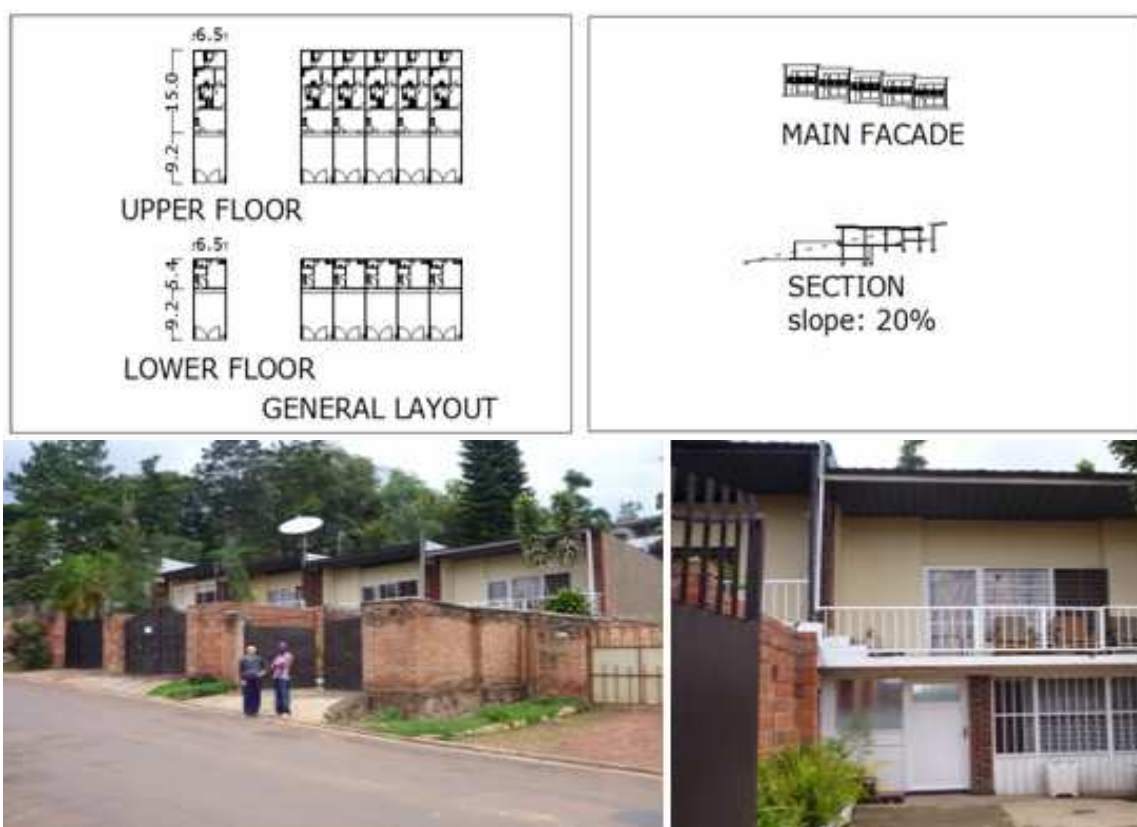 6.5
15.0
9.2
UPPER FLOOR
6.5
5.4
9.2
LOWER FLOOR
GENERAL LAYOUT
MAIN FACADE
SECTION
slope: 20%